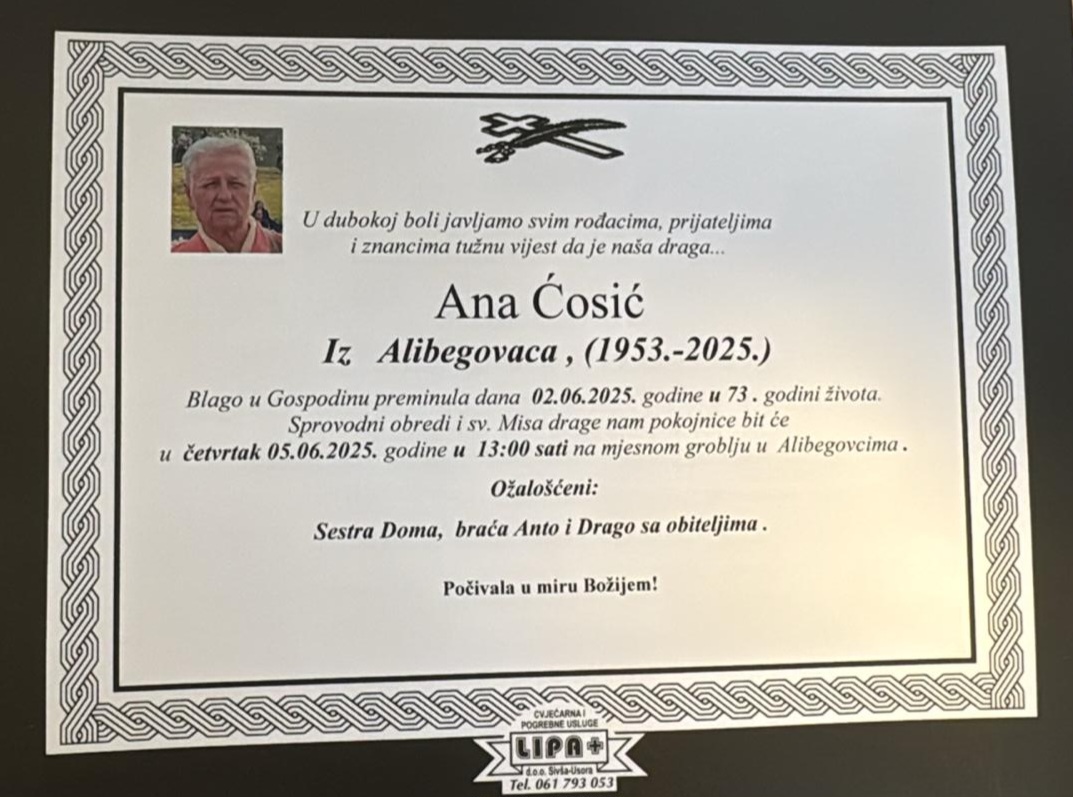 U dubokoj boli javljamo svim rođacima, prijateljima
i znancima tužnu vijest da je naša draga...
Ana Ćosić
Iz Alibegovaca , (1953.-2025.)
Blago u Gospodinu preminula dana 02.06.2025. godine u 73 . godini života.
Sprovodni obredi i sv. Misa drage nam pokojnice bit će
u četvrtak 05.06.2025. godine u 13:00 sati na mjesnom groblju u Alibegovcima .
Ožalošćeni:
Sestra Doma, braća Anto i Drago sa obiteljima .
Počivala u miru Božijem!
CVJEĆARNA I
POGREBNE USLUGE
LIPA+
d.o.o. Sivša-Usora
Tel. 061 793 053